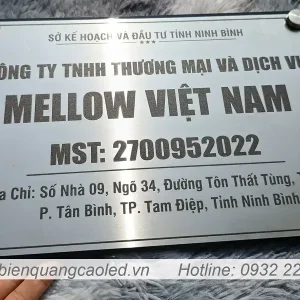 SỞ KẾ HOẠCH VÀ ĐẦU TƯ TỈNH NINH BÌNH
***
CÔNG TY TNHH THƯƠNG MẠI VÀ DỊCH VỤ
MELLOW VIỆT NAM
MST: 2700952022
Chỉ: Số Nhà 09, Ngõ 34, Đường Tôn Thất Tùng,
P. Tân Bình, TP. Tam Điệp, Tỉnh Ninh Bình
bienquangcaoled.vn Hotline: 0932 22